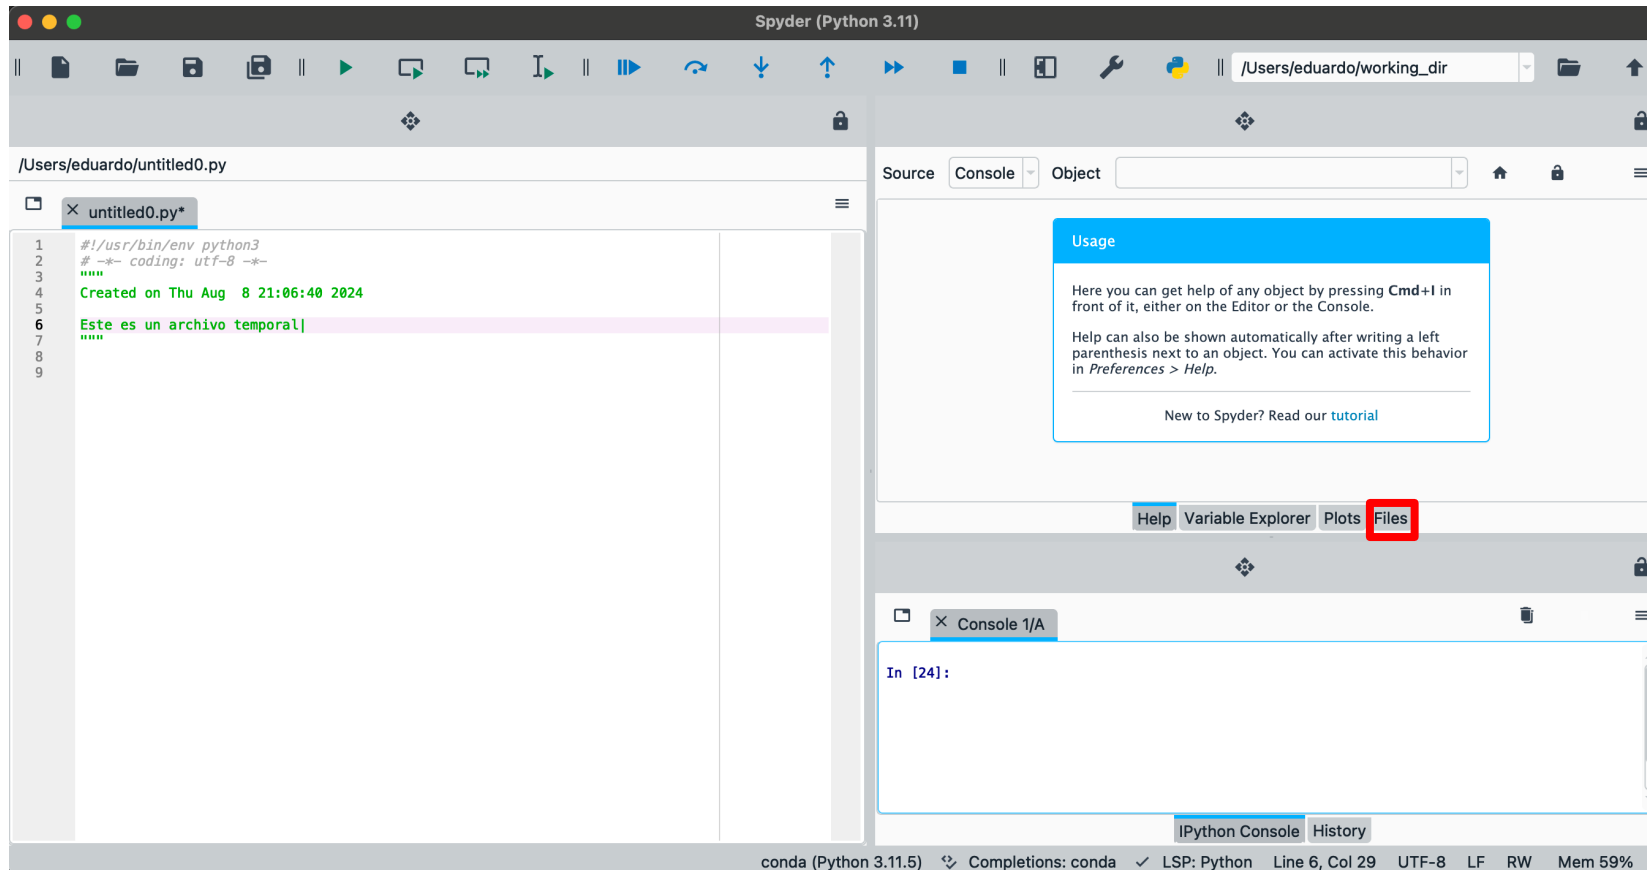 Spyder (Python 3.11)
/Users/eduardo/working_dir
/Users/eduardo/untitled0.py
untitled0.py*
1 #!/usr/bin/env python3
2 # -*- coding: utf-8 -*-
3 """
4 Created on Thu Aug  8 21:06:40 2024
5
6 Este es un archivo temporal
7 """
8
9
Source Console Object
Usage
Here you can get help of any object by pressing Cmd+I in
front of it, either on the Editor or the Console.
Help can also be shown automatically after writing a left
parenthesis next to an object. You can activate this behavior
in Preferences > Help.
New to Spyder? Read our tutorial
Help Variable Explorer Plots Files
Console 1/A
In [24]:
IPython Console History
conda (Python 3.11.5) Completions: conda LSP: Python Line 6, Col 29 UTF-8 LF RW Mem 59%